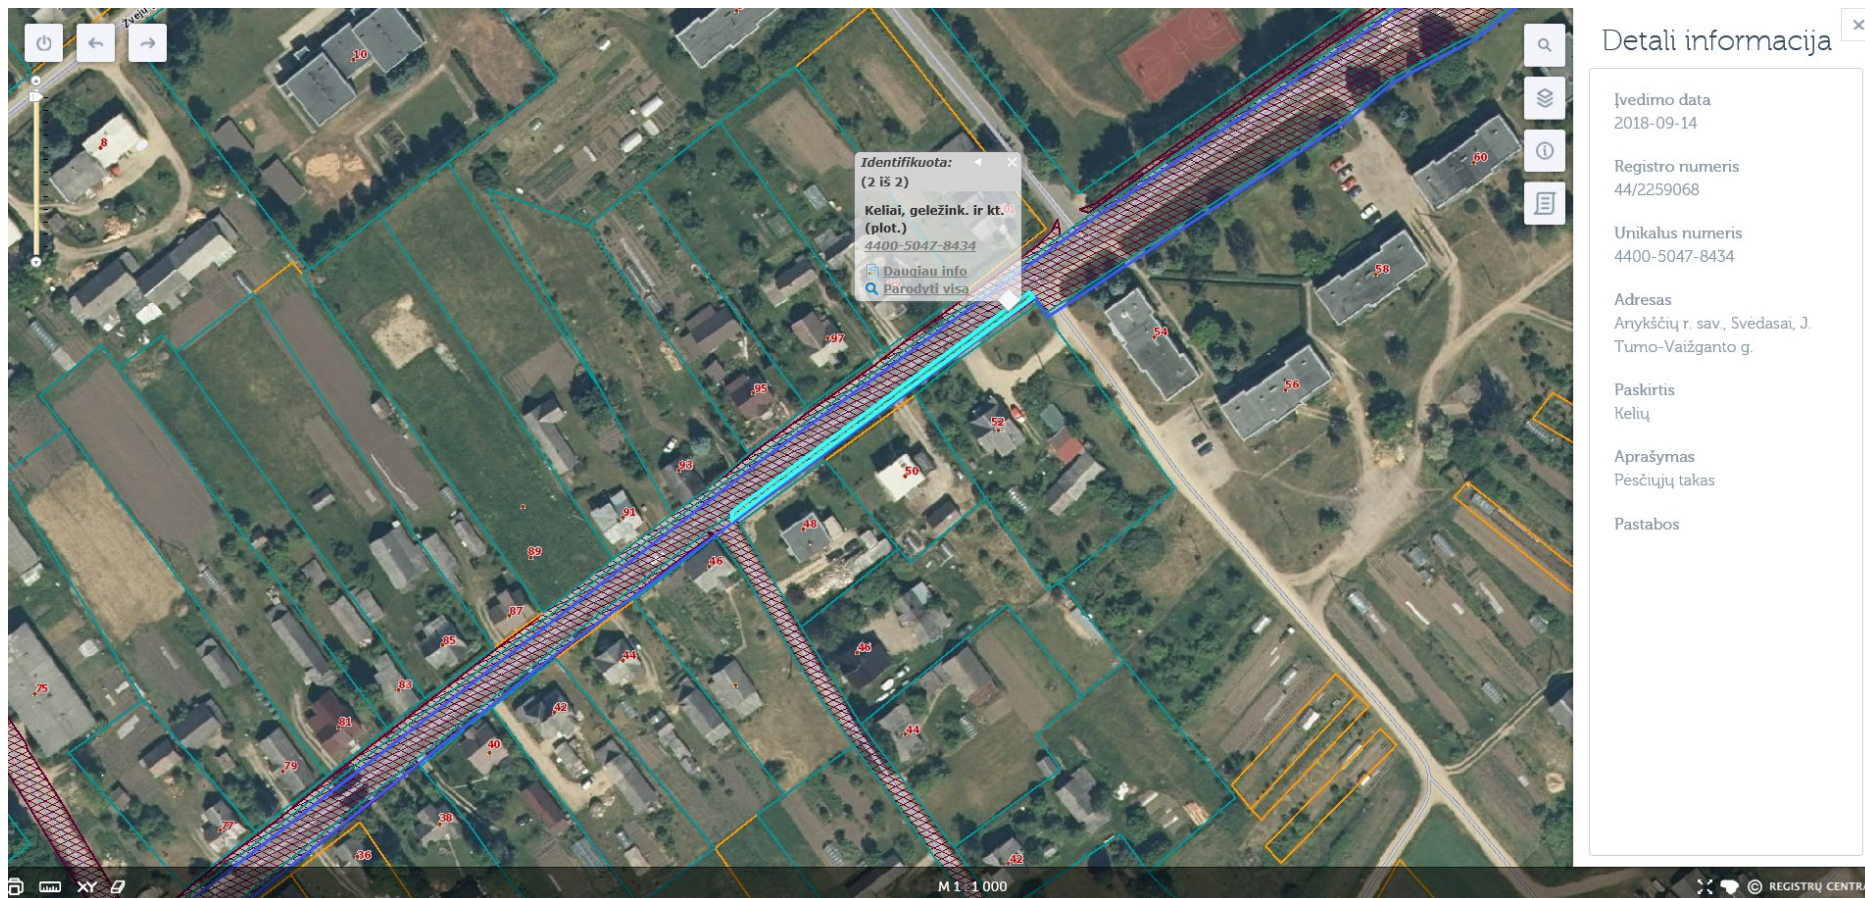 Žvejų
10
8
Identifikuota:
(2 iš 2)
Keliai, geležink. ir kt.
(plot.)
4400-5047-8434
Daugiau info
Parodyti visą
A
60
58
54
56
97
95
52
93
50
91
48
89
46
87
85
44
46
75
83
42
81
44
40
79
77
38
36
42
M 1 : 1 000
XY
© REGISTRŲ CENTR
Detali informacija
Įvedimo data
2018-09-14
Registro numeris
44/2259068
Unikalus numeris
4400-5047-8434
Adresas
Anykščių r. sav., Svėdasai, J.
Tumo-Vaižganto g.
Paskirtis
Kelių
Aprašymas
Pėsčiųjų takas
Pastabos